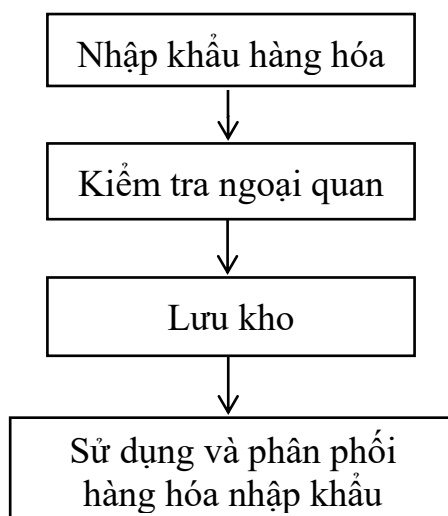 Nhập khẩu hàng hóa
Kiểm tra ngoại quan
Lưu kho
Sử dụng và phân phối
hàng hóa nhập khẩu